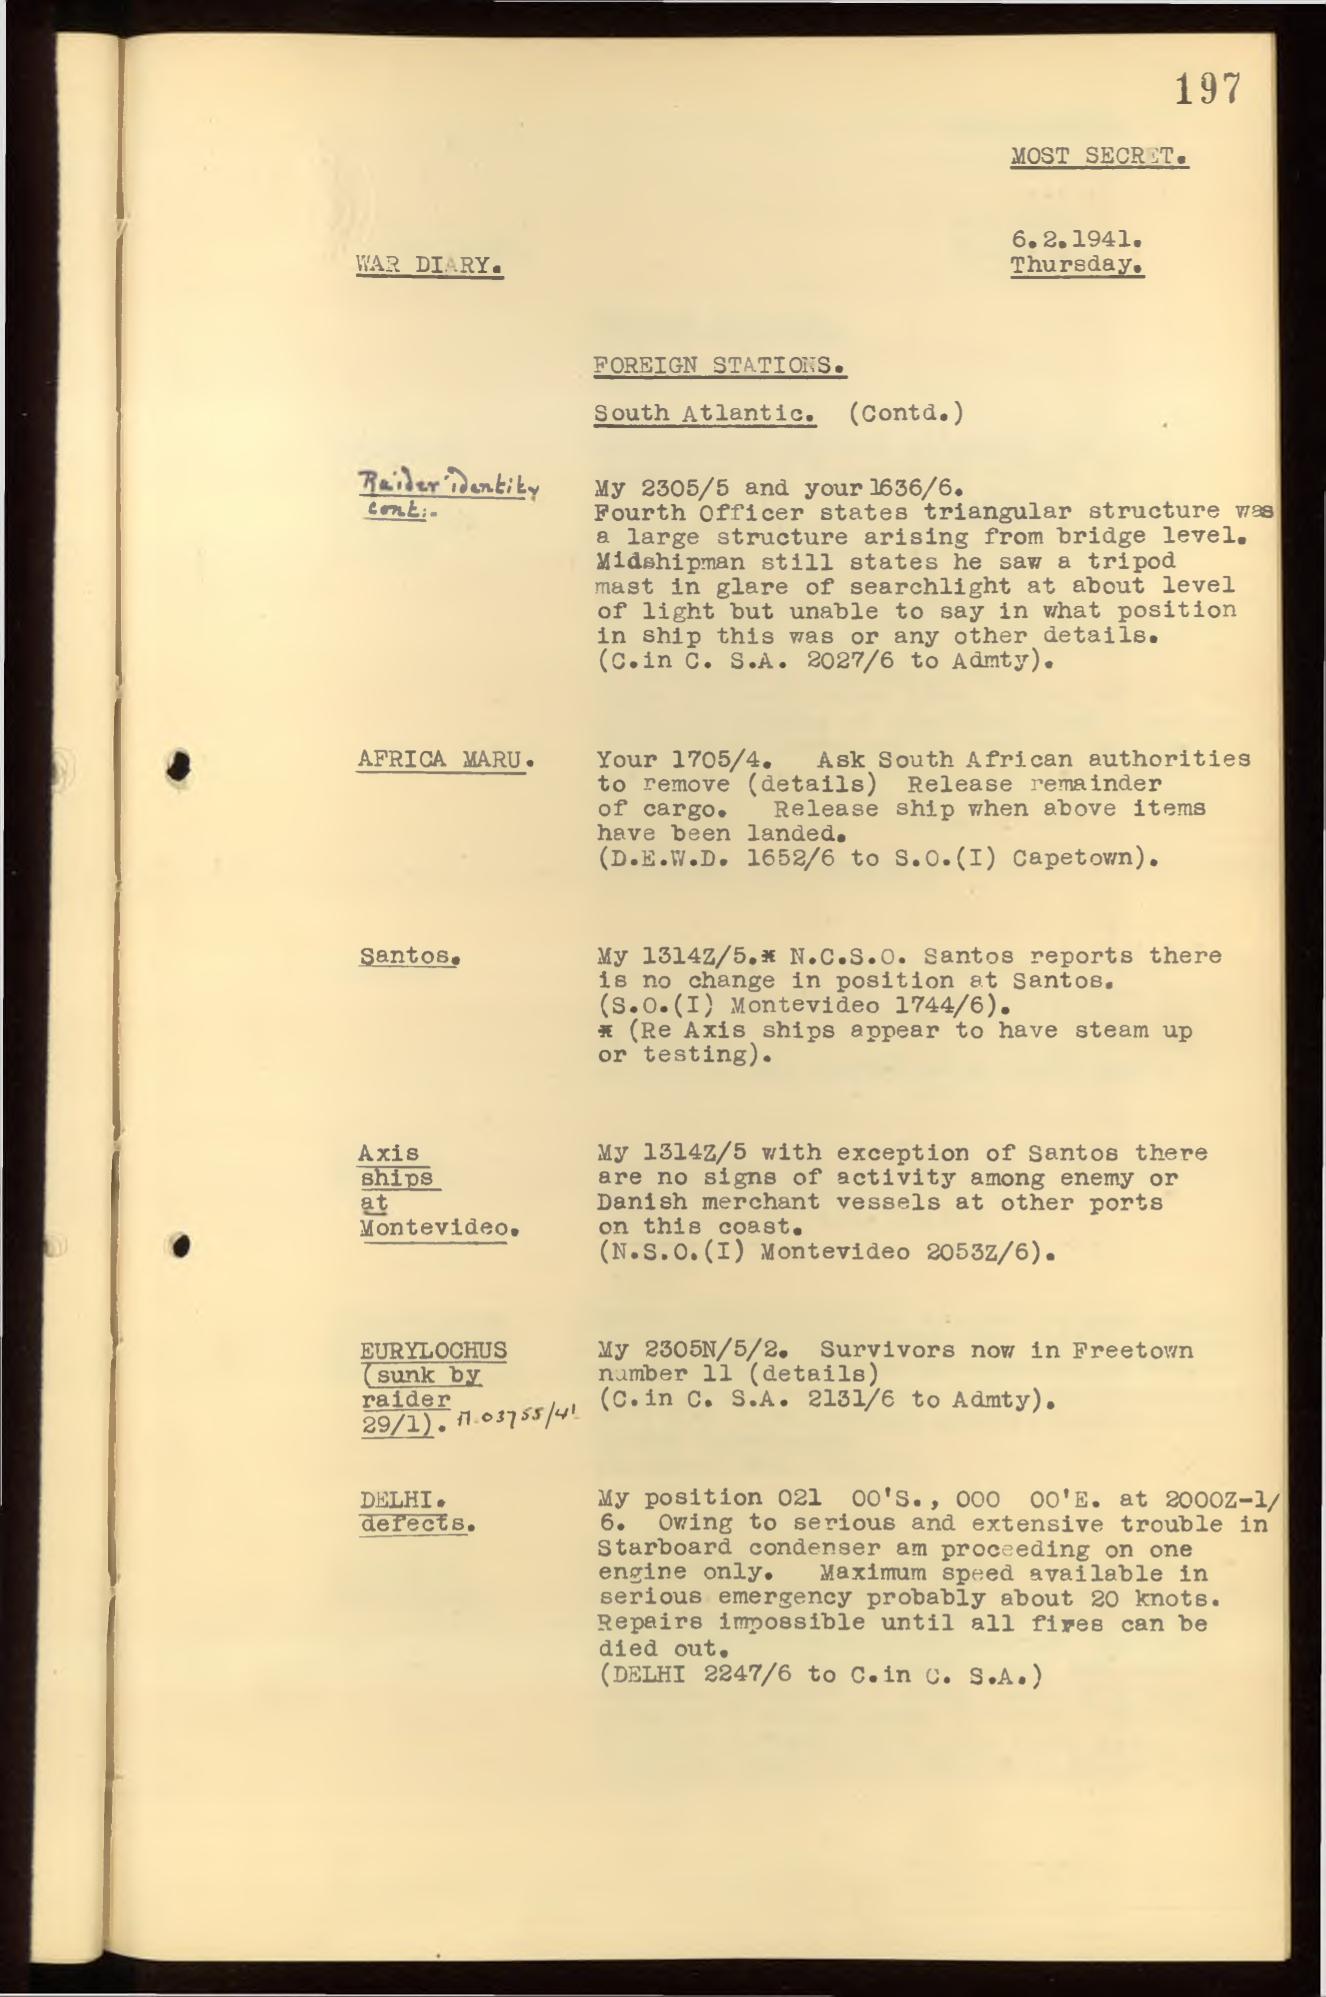 197
MOST SECRET.
6.2.1941.
WAR DIARY.
Thursday.
FOREIGN STATIONS.
South Atlantic. (Contd.)
Raider identity
cont:-
My 2305/5 and your 1636/6.
Fourth Officer states triangular structure was
a large structure arising from bridge level.
Midshipman still states he saw a tripod
mast in glare of searchlight at about level
of light but unable to say in what position
in ship this was or any other details.
(C.in C. S.A. 2027/6 to Admty).
AFRICA MARU.
Your 1705/4. Ask South African authorities
to remove (details) Release remainder
of cargo. Release ship when above items
have been landed.
(D.E.W.D. 1652/6 to S.O.(I) Capetown).
Santos.
My 1314Z/5.* N.C.S.O. Santos reports there
is no change in position at Santos.
(S.O.(I) Montevideo 1744/6).
* (Re Axis ships appear to have steam up
or testing).
Axis
ships
at
Montevideo.
My 1314Z/5 with exception of Santos there
are no signs of activity among enemy or
Danish merchant vessels at other ports
on this coast.
(N.S.O.(I) Montevideo 2053Z/6).
EURYLOCHUS
(sunk by
raider
29/1). M.03755/41
My 2305N/5/2. Survivors now in Freetown
number 11 (details)
(C.in C. S.A. 2131/6 to Admty).
DELHI.
defects.
My position 021 00'S., 000 00'E. at 2000Z-1/
6. Owing to serious and extensive trouble in
Starboard condenser am proceeding on one
engine only. Maximum speed available in
serious emergency probably about 20 knots.
Repairs impossible until all fires can be
died out.
(DELHI 2247/6 to C.in C. S.A.)